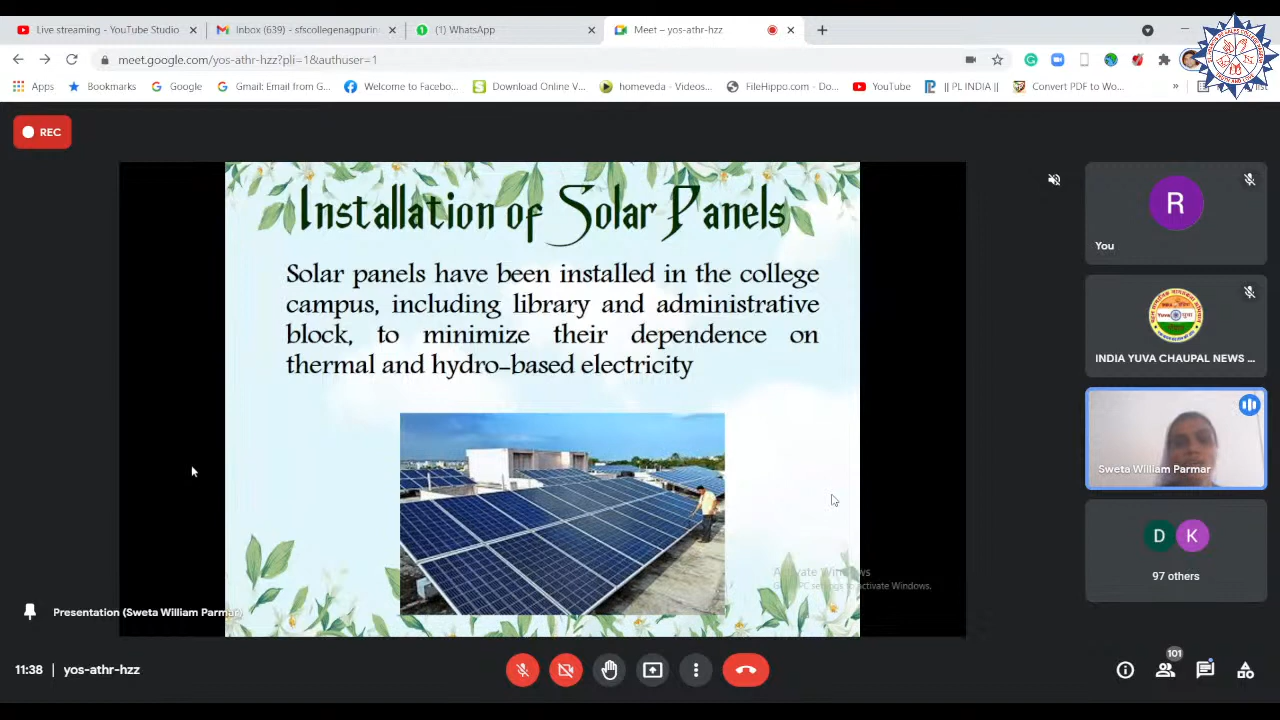 Live streaming - YouTube Studio
Inbox (639) - sfscollegenagpurin
(1) WhatsApp
Meet – yos-athr-hzz
meet.google.com/yos-athr-hzz?pli=1&authuser=1
Apps
Bookmarks
Google
Gmail: Email from G...
Welcome to Facebo...
Download Online V...
homeveda - Videos...
FileHippo.com - Do...
YouTube
|| PL INDIA ||
Convert PDF to Wo...
REC
Installation of Solar Panels
Solar panels have been installed in the college
campus, including library and administrative
block, to minimize their dependence on
thermal and hydro-based electricity
R
You
INDIA YUVA CHAUPAL NEWS ...
Sweta William Parmar
D K
97 others
Activate Windows
Presentation (Sweta William Parmar)
11:38 | yos-athr-hzz
101